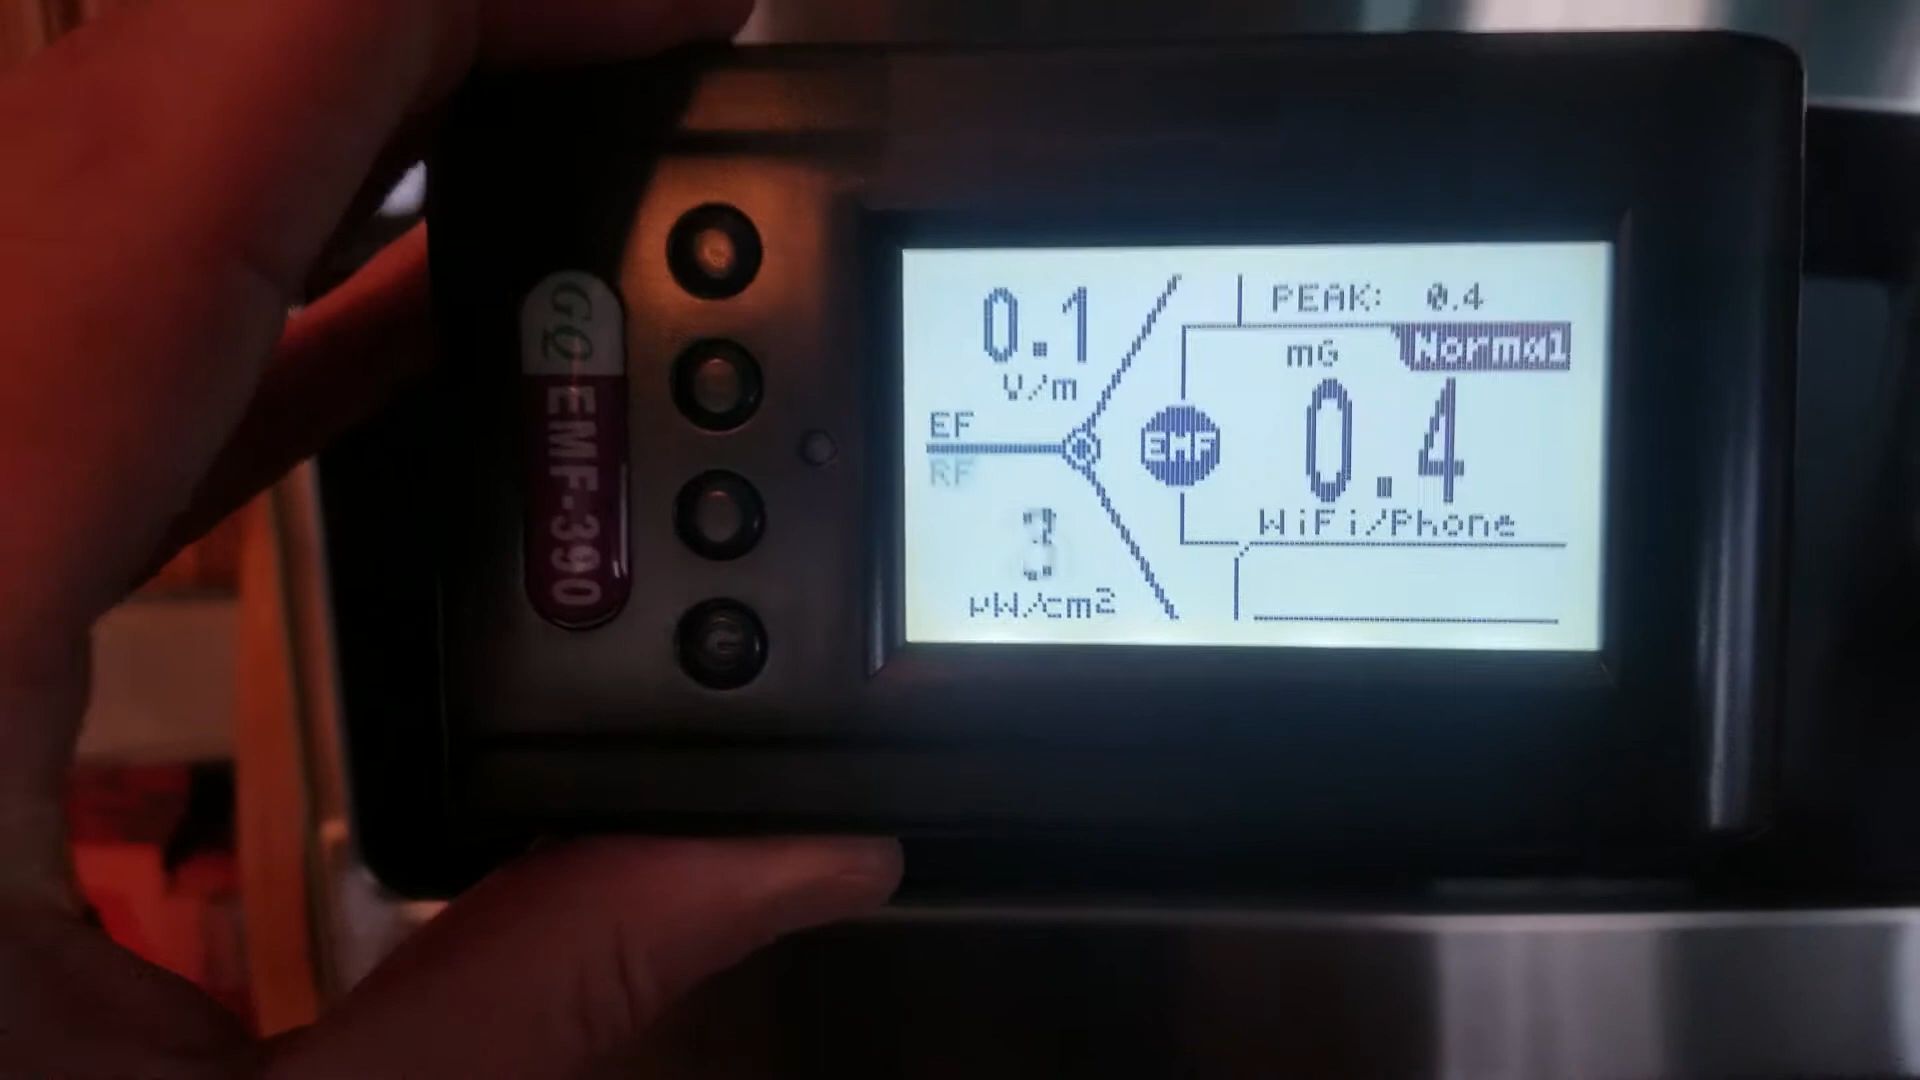 GQ EMF-390
0.1
V/m
EF
RF
µW/cm2
PEAK: 0.4
mG
Normal
EMF
0.4
WiFi/Phone